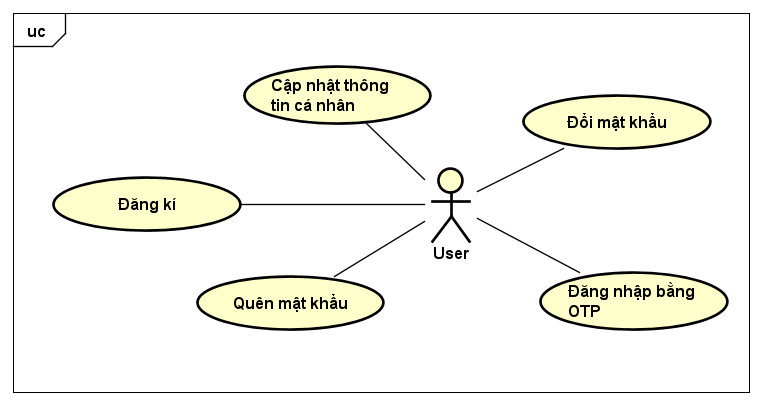 uc
Cập nhật thông
tin cá nhân
Đổi mật khẩu
Đăng kí
User
Quên mật khẩu
Đăng nhập bằng
OTP